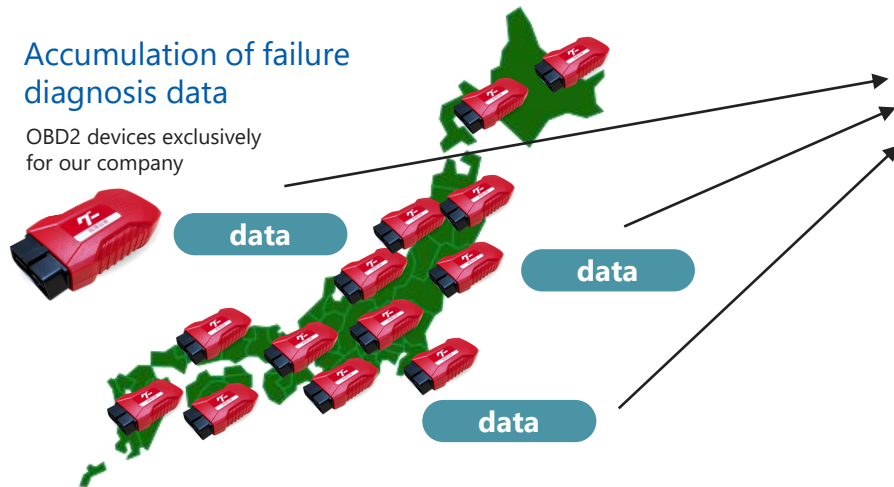 Accumulation of failure
diagnosis data
OBD2 devices exclusively
for our company
data
data
data